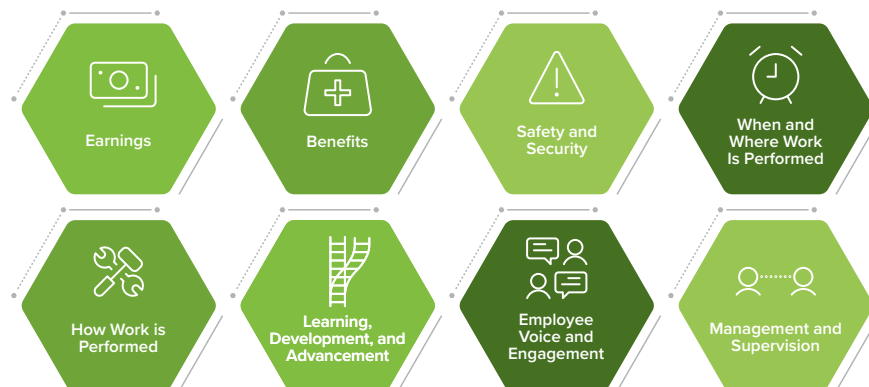 Earnings
Benefits
Safety and
Security
When and
Where Work
Is Performed
How Work is
Performed
Learning,
Development, and
Advancement
Employee
Voice and
Engagement
Management and
Supervision